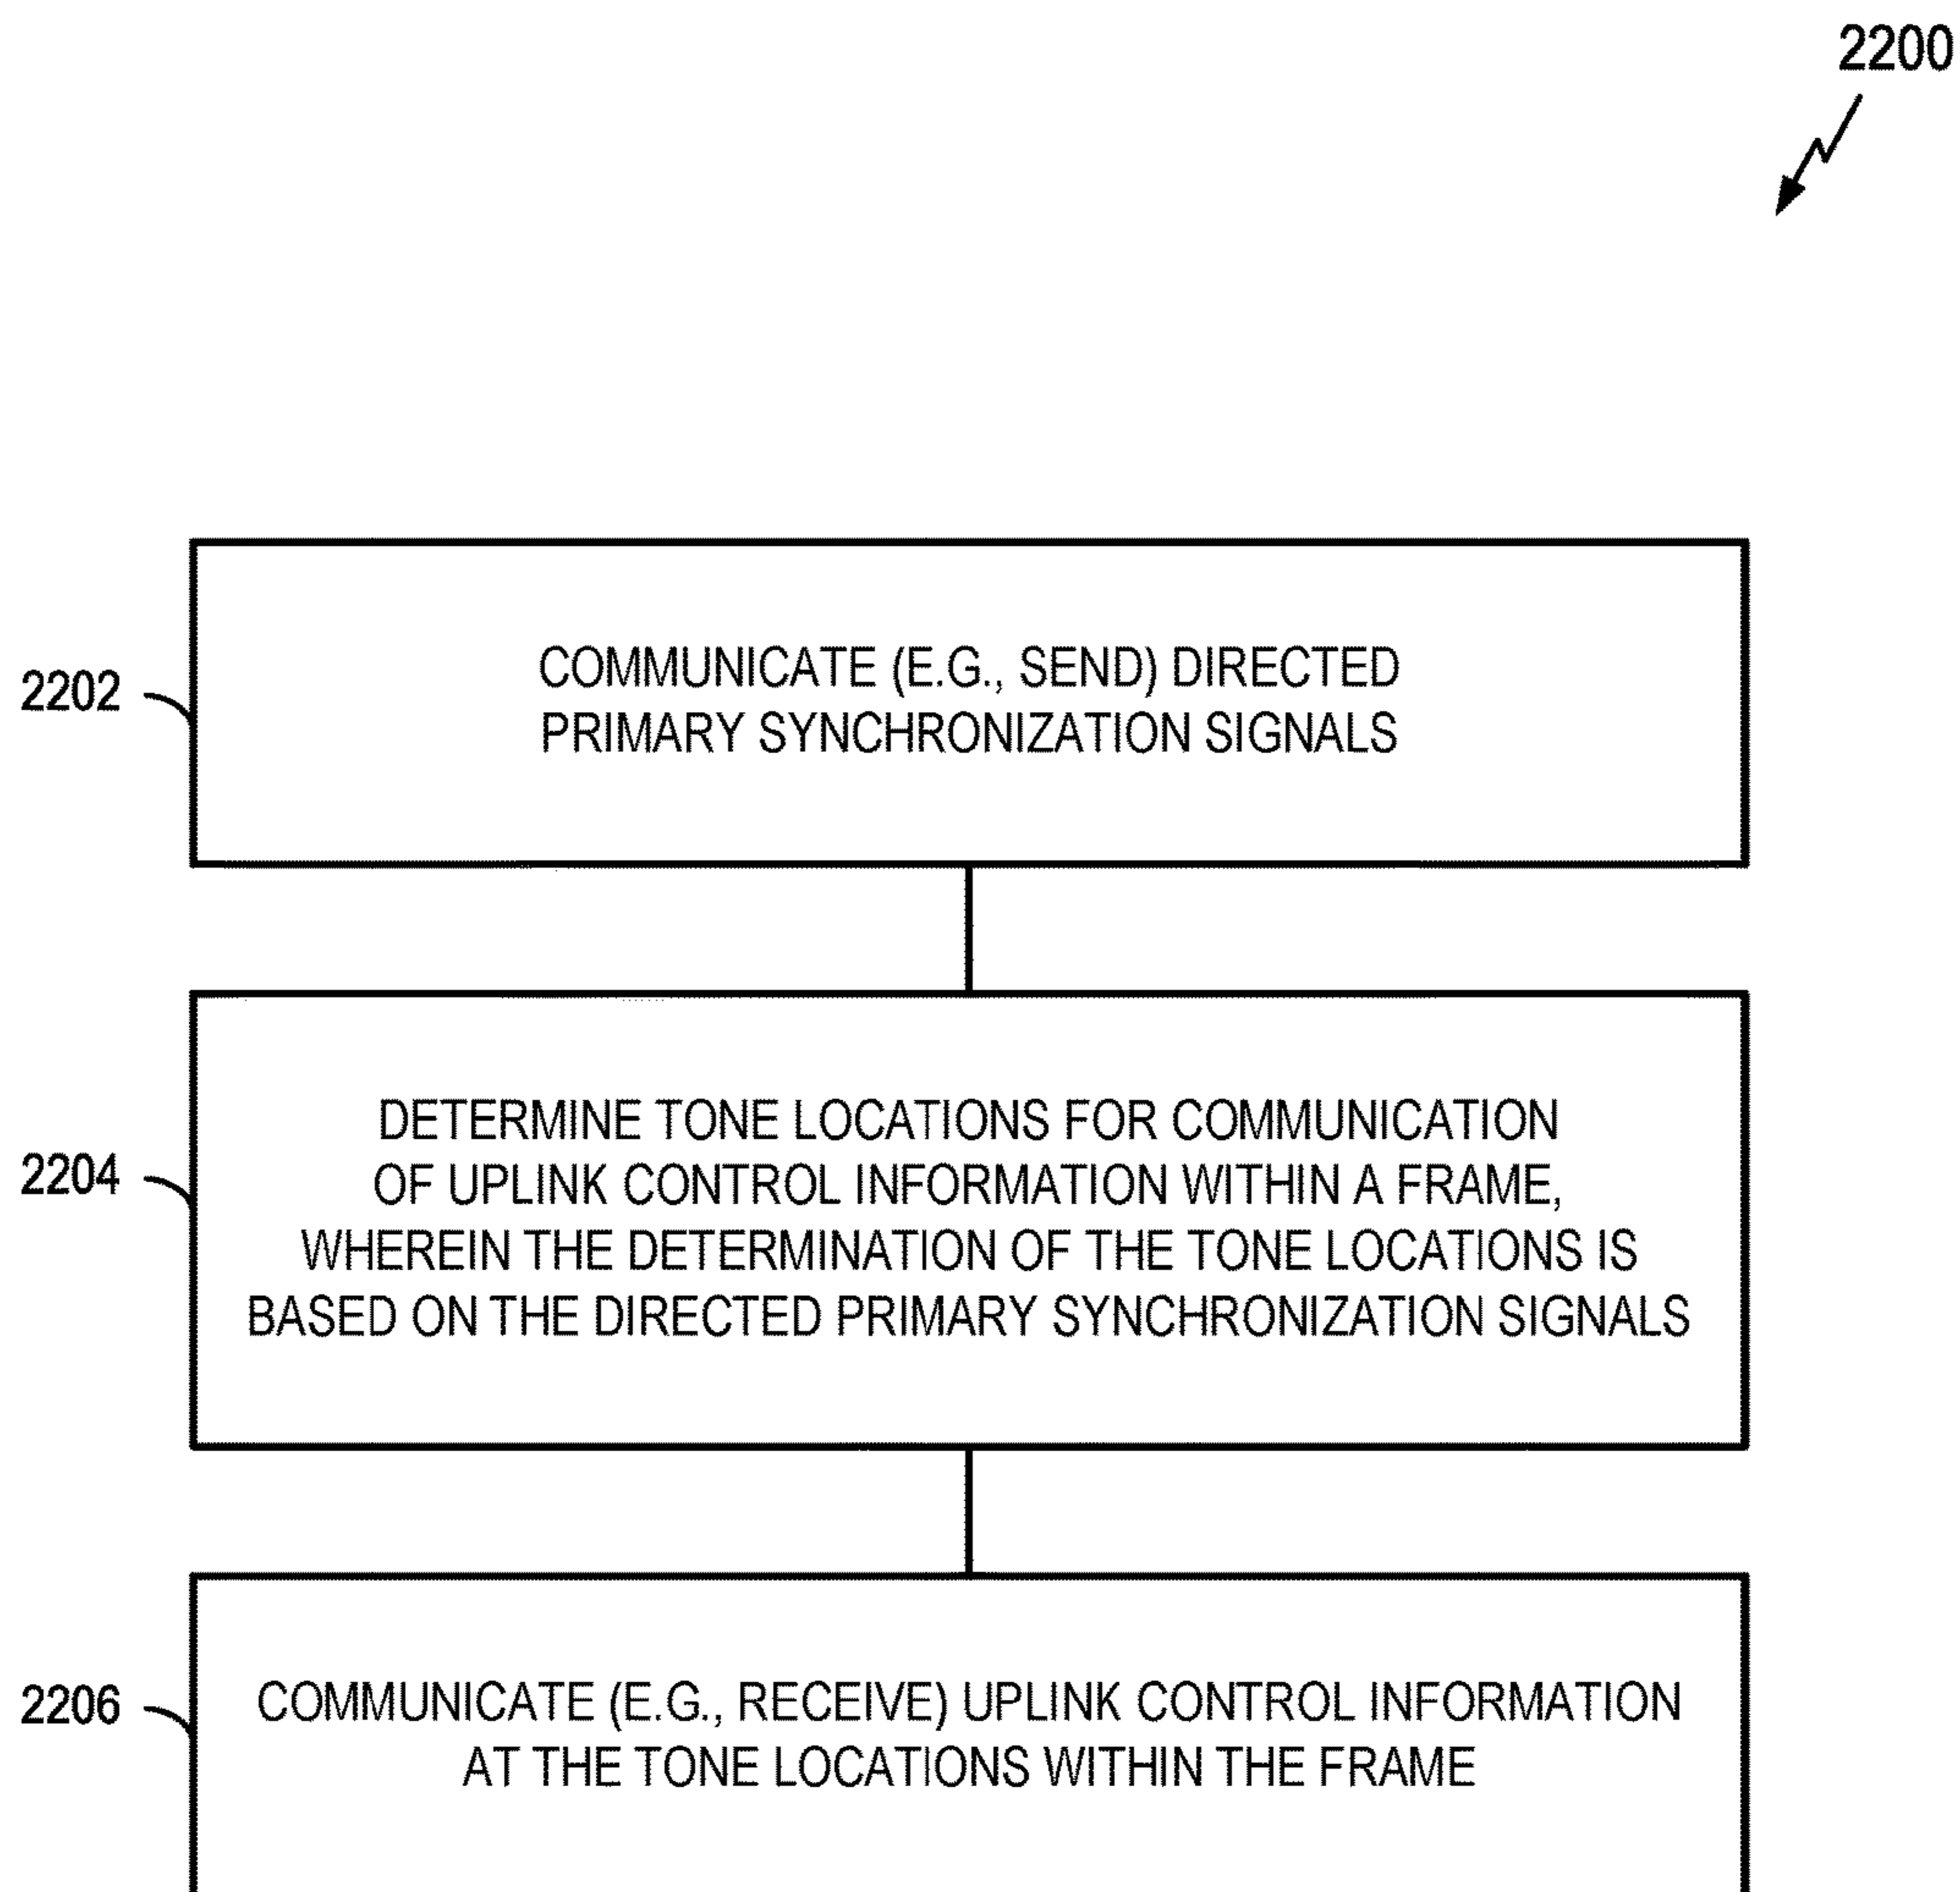 2200
2202
COMMUNICATE (E.G., SEND) DIRECTED
PRIMARY SYNCHRONIZATION SIGNALS
2204
DETERMINE TONE LOCATIONS FOR COMMUNICATION
OF UPLINK CONTROL INFORMATION WITHIN A FRAME,
WHEREIN THE DETERMINATION OF THE TONE LOCATIONS IS
BASED ON THE DIRECTED PRIMARY SYNCHRONIZATION SIGNALS
2206
COMMUNICATE (E.G., RECEIVE) UPLINK CONTROL INFORMATION
AT THE TONE LOCATIONS WITHIN THE FRAME